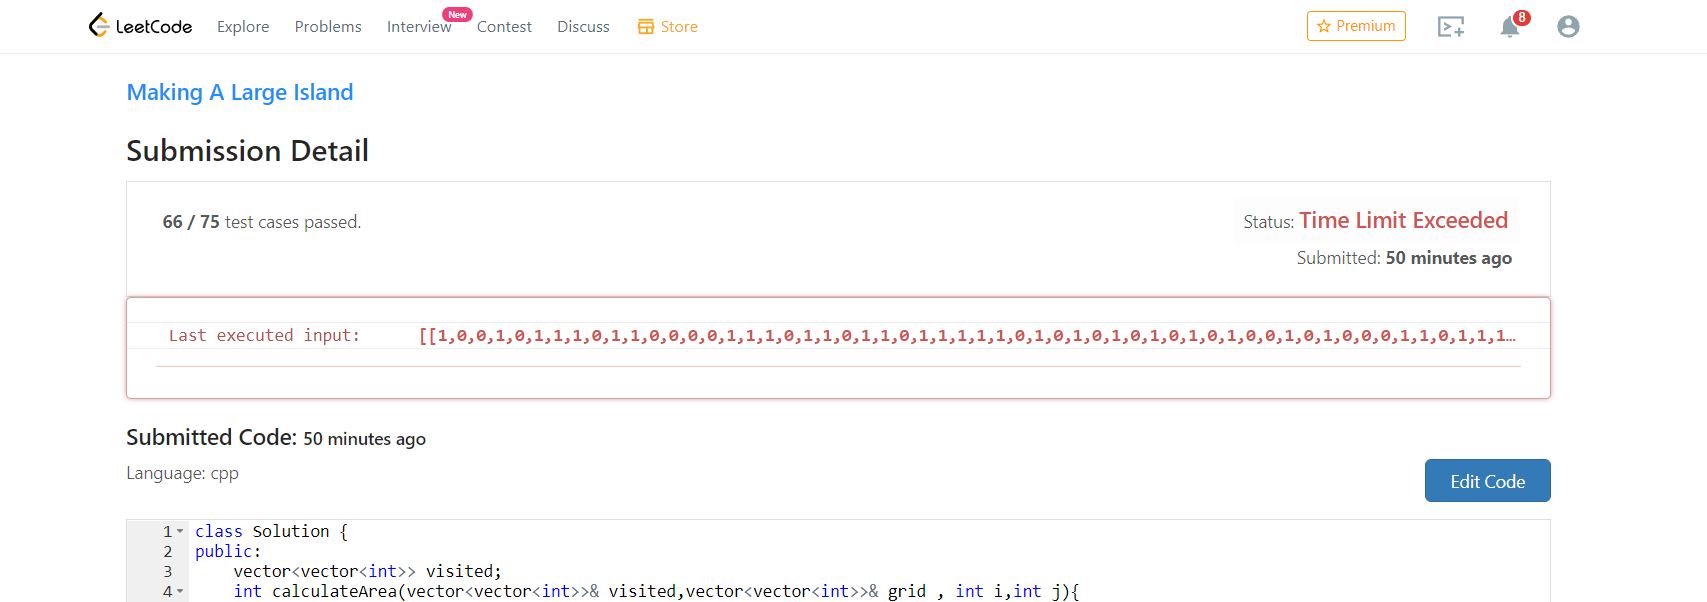 LeetCode Explore Problems Interview New Contest Discuss Store Premium 8
Making A Large Island
Submission Detail
66 / 75 test cases passed.
Status: Time Limit Exceeded
Submitted: 50 minutes ago
Last executed input: [[1,0,0,1,0,1,1,1,0,1,1,0,0,0,0,1,1,1,0,1,1,0,1,1,0,1,1,1,1,1,0,1,0,1,0,1,0,1,0,1,0,1,0,0,1,0,1,0,0,0,1,1,0,1,1,1...
Submitted Code: 50 minutes ago
Language: cpp
Edit Code
1 class Solution {
2 public:
3 vector<vector<int>> visited;
4 int calculateArea(vector<vector<int>>& visited,vector<vector<int>>& grid , int i,int j){